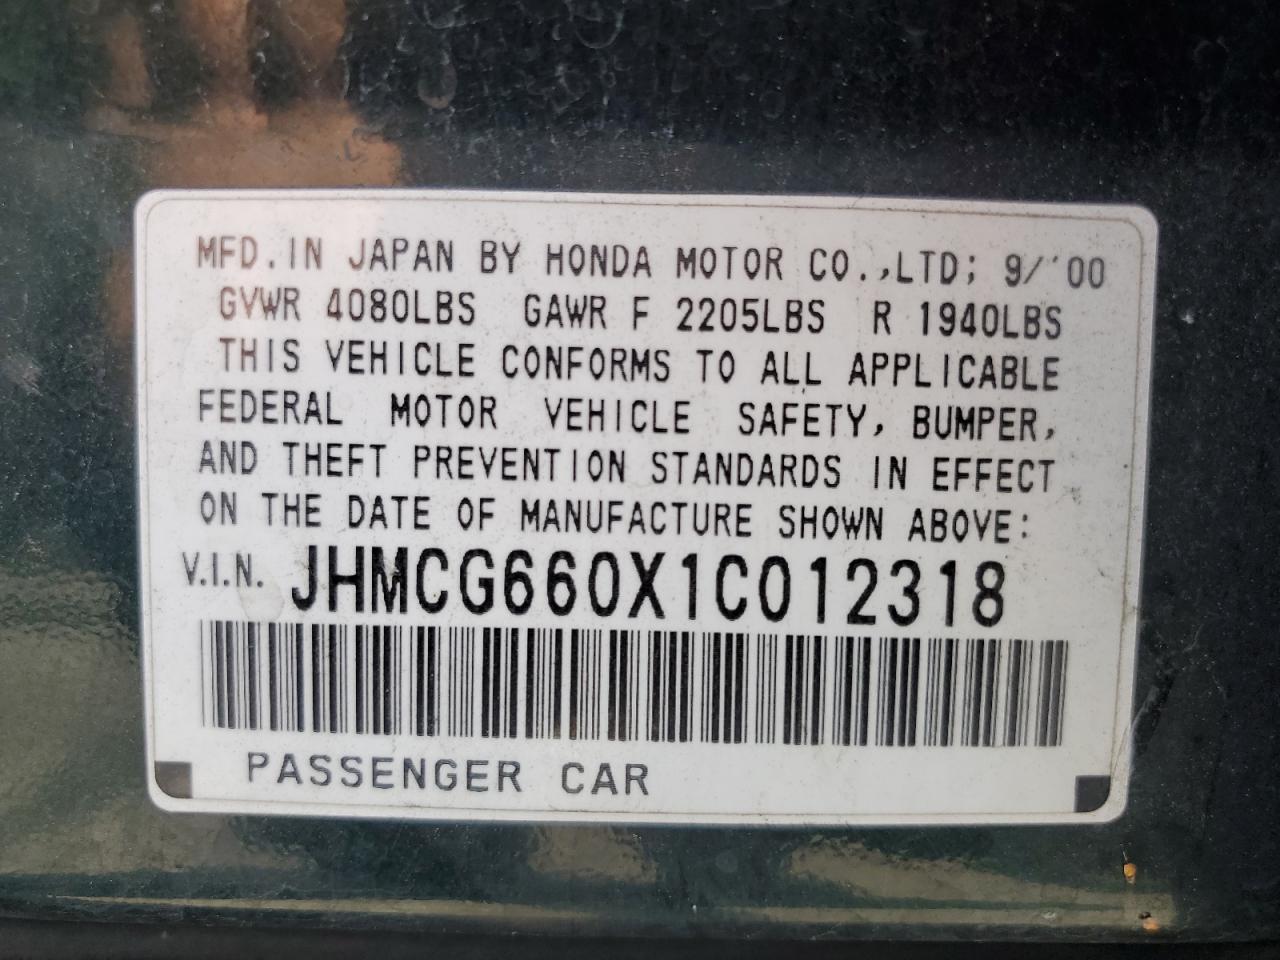 MFD. IN JAPAN BY HONDA MOTOR CO.,LTD; 9/'00
GVWR 4080LBS GAWR F 2205LBS R 1940LBS
THIS VEHICLE CONFORMS TO ALL APPLICABLE
FEDERAL MOTOR VEHICLE SAFETY, BUMPER,
AND THEFT PREVENTION STANDARDS IN EFFECT
ON THE DATE OF MANUFACTURE SHOWN ABOVE:
V.I.N. JHMCG660X1C012318
PASSENGER CAR